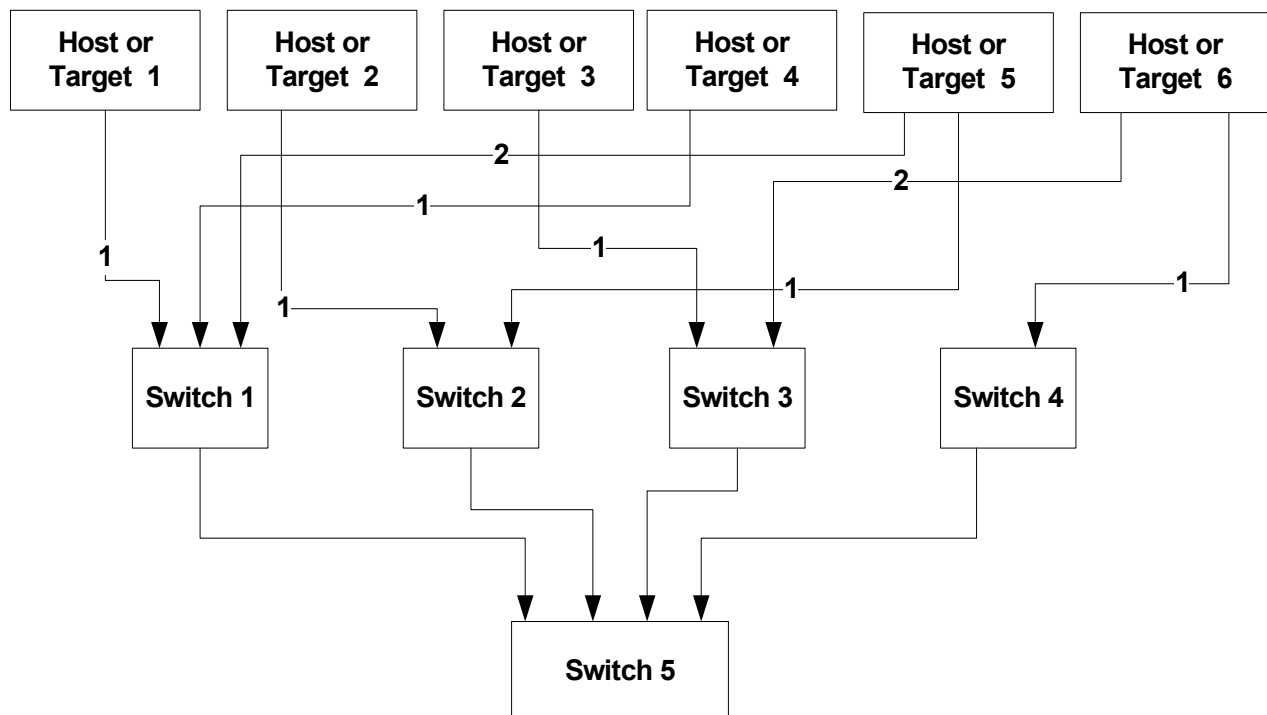 Host or
Target 1
Host or
Target 2
Host or
Target 3
Host or
Target 4
Host or
Target 5
Host or
Target 6
2
2
1
1
1
1
1
1
Switch 1
Switch 2
Switch 3
Switch 4
Switch 5